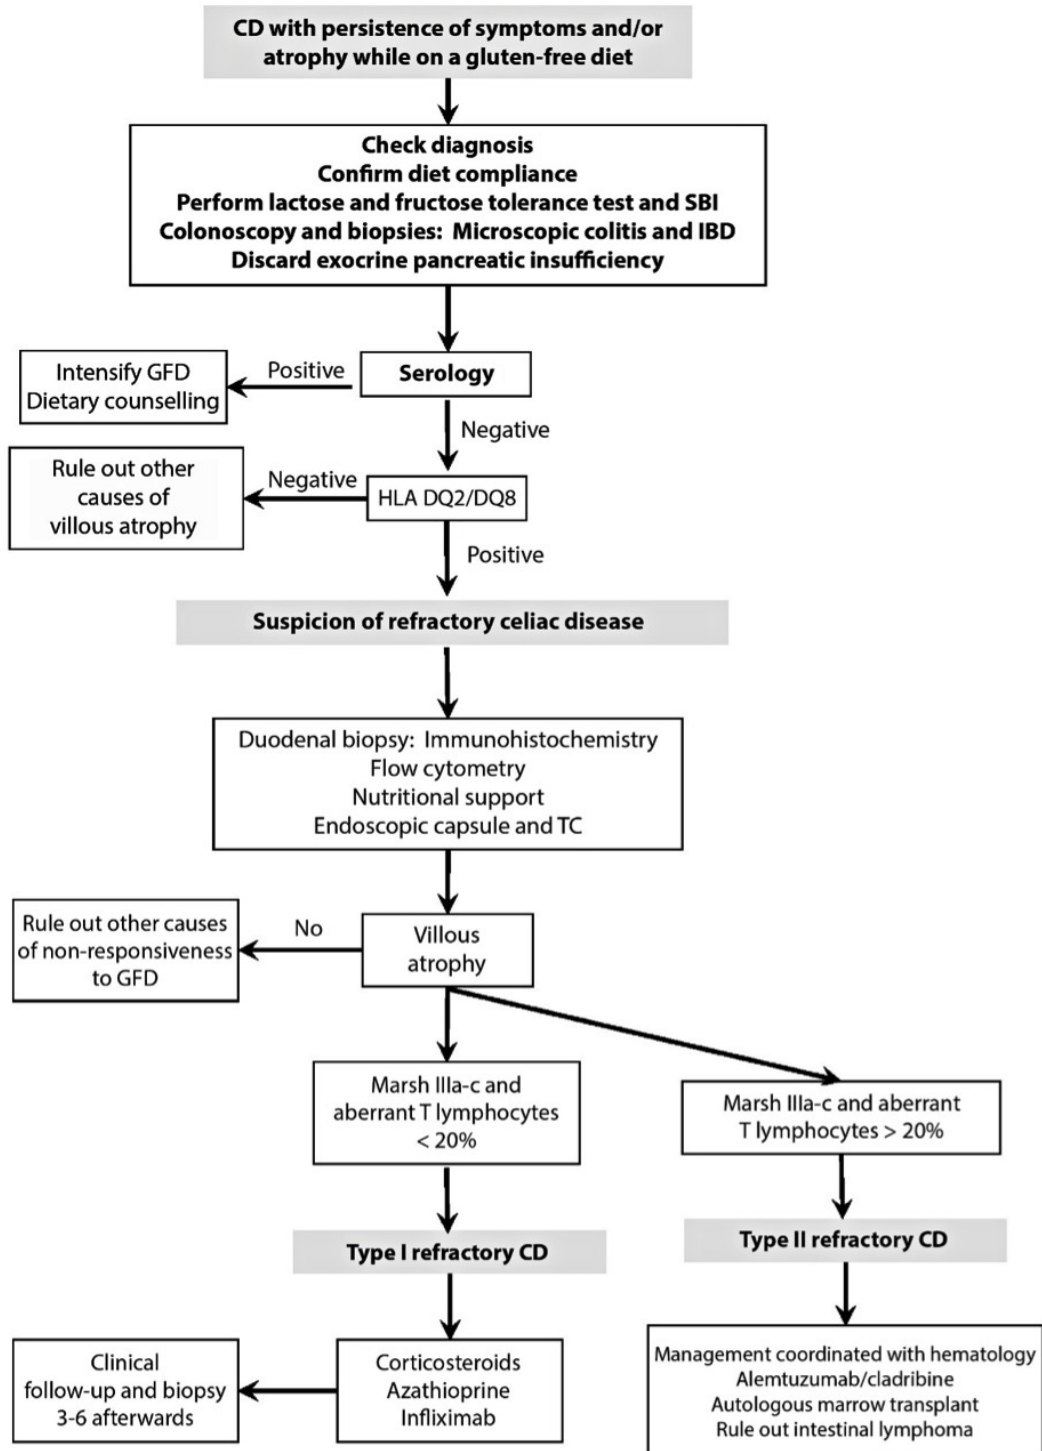 CD with persistence of symptoms and/or
atrophy while on a gluten-free diet
Check diagnosis
Confirm diet compliance
Perform lactose and fructose tolerance test and SBI
Colonoscopy and biopsies: Microscopic colitis and IBD
Discard exocrine pancreatic insufficiency
Intensify GFD
Dietary counselling
Positive
Serology
Negative
Rule out other
causes of
villous atrophy
Negative
HLA DQ2/DQ8
Positive
Suspicion of refractory celiac disease
Duodenal biopsy: Immunohistochemistry
Flow cytometry
Nutritional support
Endoscopic capsule and TC
Rule out other causes
of non-responsiveness
to GFD
No
Villous
atrophy
Marsh IIIa-c and
aberrant T lymphocytes
< 20%
Marsh IIIa-c and aberrant
T lymphocytes > 20%
Type I refractory CD
Type II refractory CD
Clinical
follow-up and biopsy
3-6 afterwards
Corticosteroids
Azathioprine
Infliximab
Management coordinated with hematology
Alemtuzumab/cladribine
Autologous marrow transplant
Rule out intestinal lymphoma